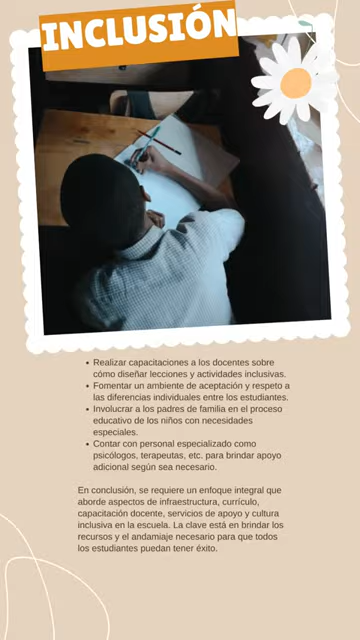 INCLUSIÓN
• Realizar capacitaciones a los docentes sobre
cómo diseñar lecciones y actividades inclusivas.
• Fomentar un ambiente de aceptación y respeto a
las diferencias individuales entre los estudiantes.
• Involucrar a los padres de familia en el proceso
educativo de los niños con necesidades
especiales.
• Contar con personal especializado como
psicólogos, terapeutas, etc. para brindar apoyo
adicional según sea necesario.
En conclusión, se requiere un enfoque integral que
aborde aspectos de infraestructura, currículo,
capacitación docente, servicios de apoyo y cultura
inclusiva en la escuela. La clave está en brindar los
recursos y el andamiaje necesario para que todos
los estudiantes puedan tener éxito.